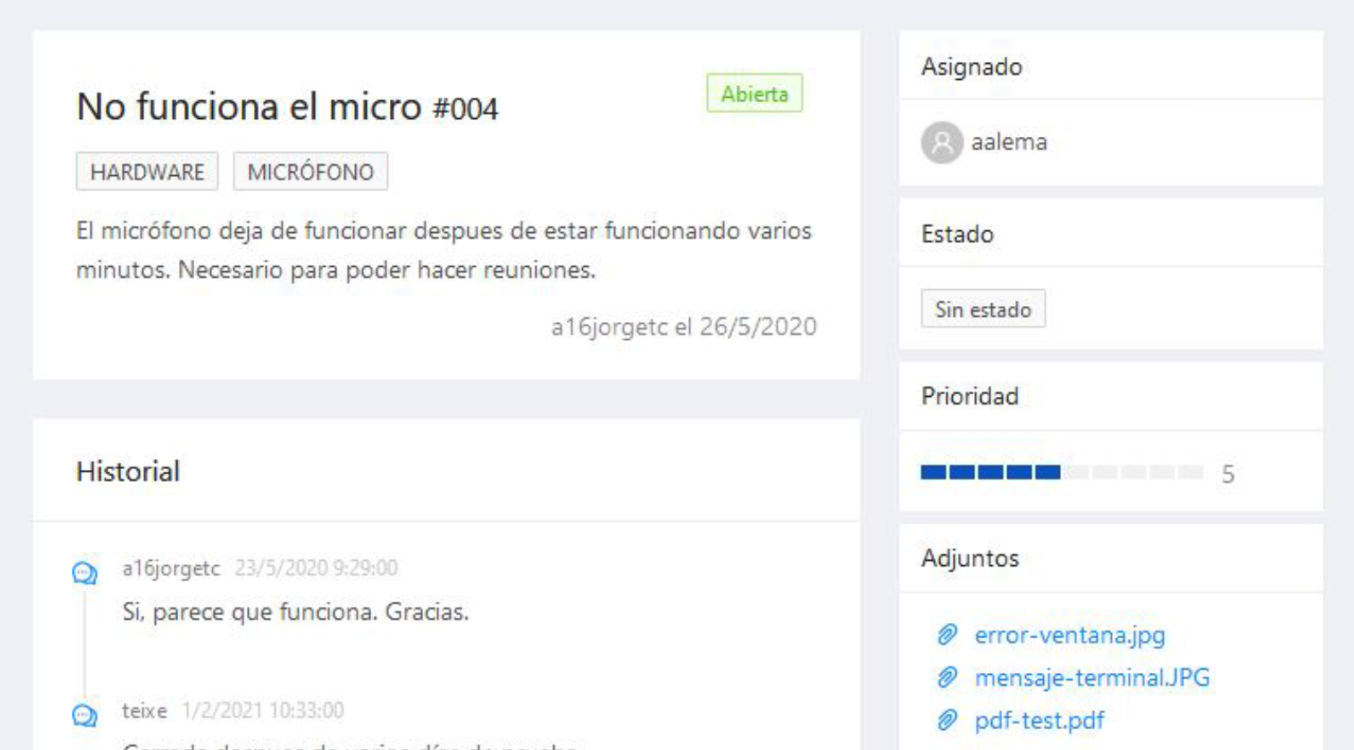 No funciona el micro #004
Abierta
HARDWARE
MICRÓFONO
El micrófono deja de funcionar despues de estar funcionando varios
minutos. Necesario para poder hacer reuniones.
a16jorgetc el 26/5/2020
Historial
a16jorgetc 23/5/2020 9:29:00
Si, parece que funciona. Gracias.
teixe 1/2/2021 10:33:00
Asignado
aalema
Estado
Sin estado
Prioridad
5
Adjuntos
error-ventana.jpg
mensaje-terminal.JPG
pdf-test.pdf